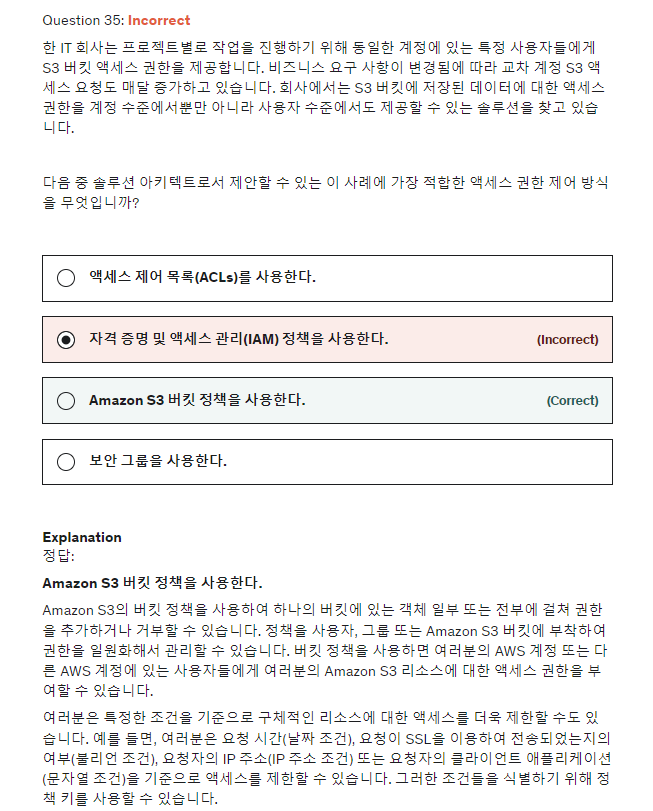 Question 35: Incorrect
한 IT 회사는 프로젝트별로 작업을 진행하기 위해 동일한 계정에 있는 특정 사용자들에게
S3 버킷 액세스 권한을 제공합니다. 비즈니스 요구 사항이 변경됨에 따라 교차 계정 S3 액
세스 요청도 매달 증가하고 있습니다. 회사에서는 S3 버킷에 저장된 데이터에 대한 액세스
권한을 계정 수준에서뿐만 아니라 사용자 수준에서도 제공할 수 있는 솔루션을 찾고 있습
니다.
다음 중 솔루션 아키텍트로서 제안할 수 있는 이 사례에 가장 적합한 액세스 권한 제어 방식
을 무엇입니까?
액세스 제어 목록(ACLs)를 사용한다.
자격 증명 및 액세스 관리(IAM) 정책을 사용한다. (Incorrect)
Amazon S3 버킷 정책을 사용한다. (Correct)
보안 그룹을 사용한다.
Explanation
정답:
Amazon S3 버킷 정책을 사용한다.
Amazon S3의 버킷 정책을 사용하여 하나의 버킷에 있는 객체 일부 또는 전부에 걸쳐 권한
을 추가하거나 거부할 수 있습니다. 정책을 사용자, 그룹 또는 Amazon S3 버킷에 부착하여
권한을 일원화해서 관리할 수 있습니다. 버킷 정책을 사용하면 여러분의 AWS 계정 또는 다
른 AWS 계정에 있는 사용자들에게 여러분의 Amazon S3 리소스에 대한 액세스 권한을 부
여할 수 있습니다.
여러분은 특정한 조건을 기준으로 구체적인 리소스에 대한 액세스를 더욱 제한할 수도 있
습니다. 예를 들면, 여러분은 요청 시간(날짜 조건), 요청이 SSL을 이용하여 전송되었는지의
여부(불리언 조건), 요청자의 IP 주소(IP 주소 조건) 또는 요청자의 클라이언트 애플리케이션
(문자열 조건)을 기준으로 액세스를 제한할 수 있습니다. 그러한 조건들을 식별하기 위해 정
책 키를 사용할 수 있습니다.